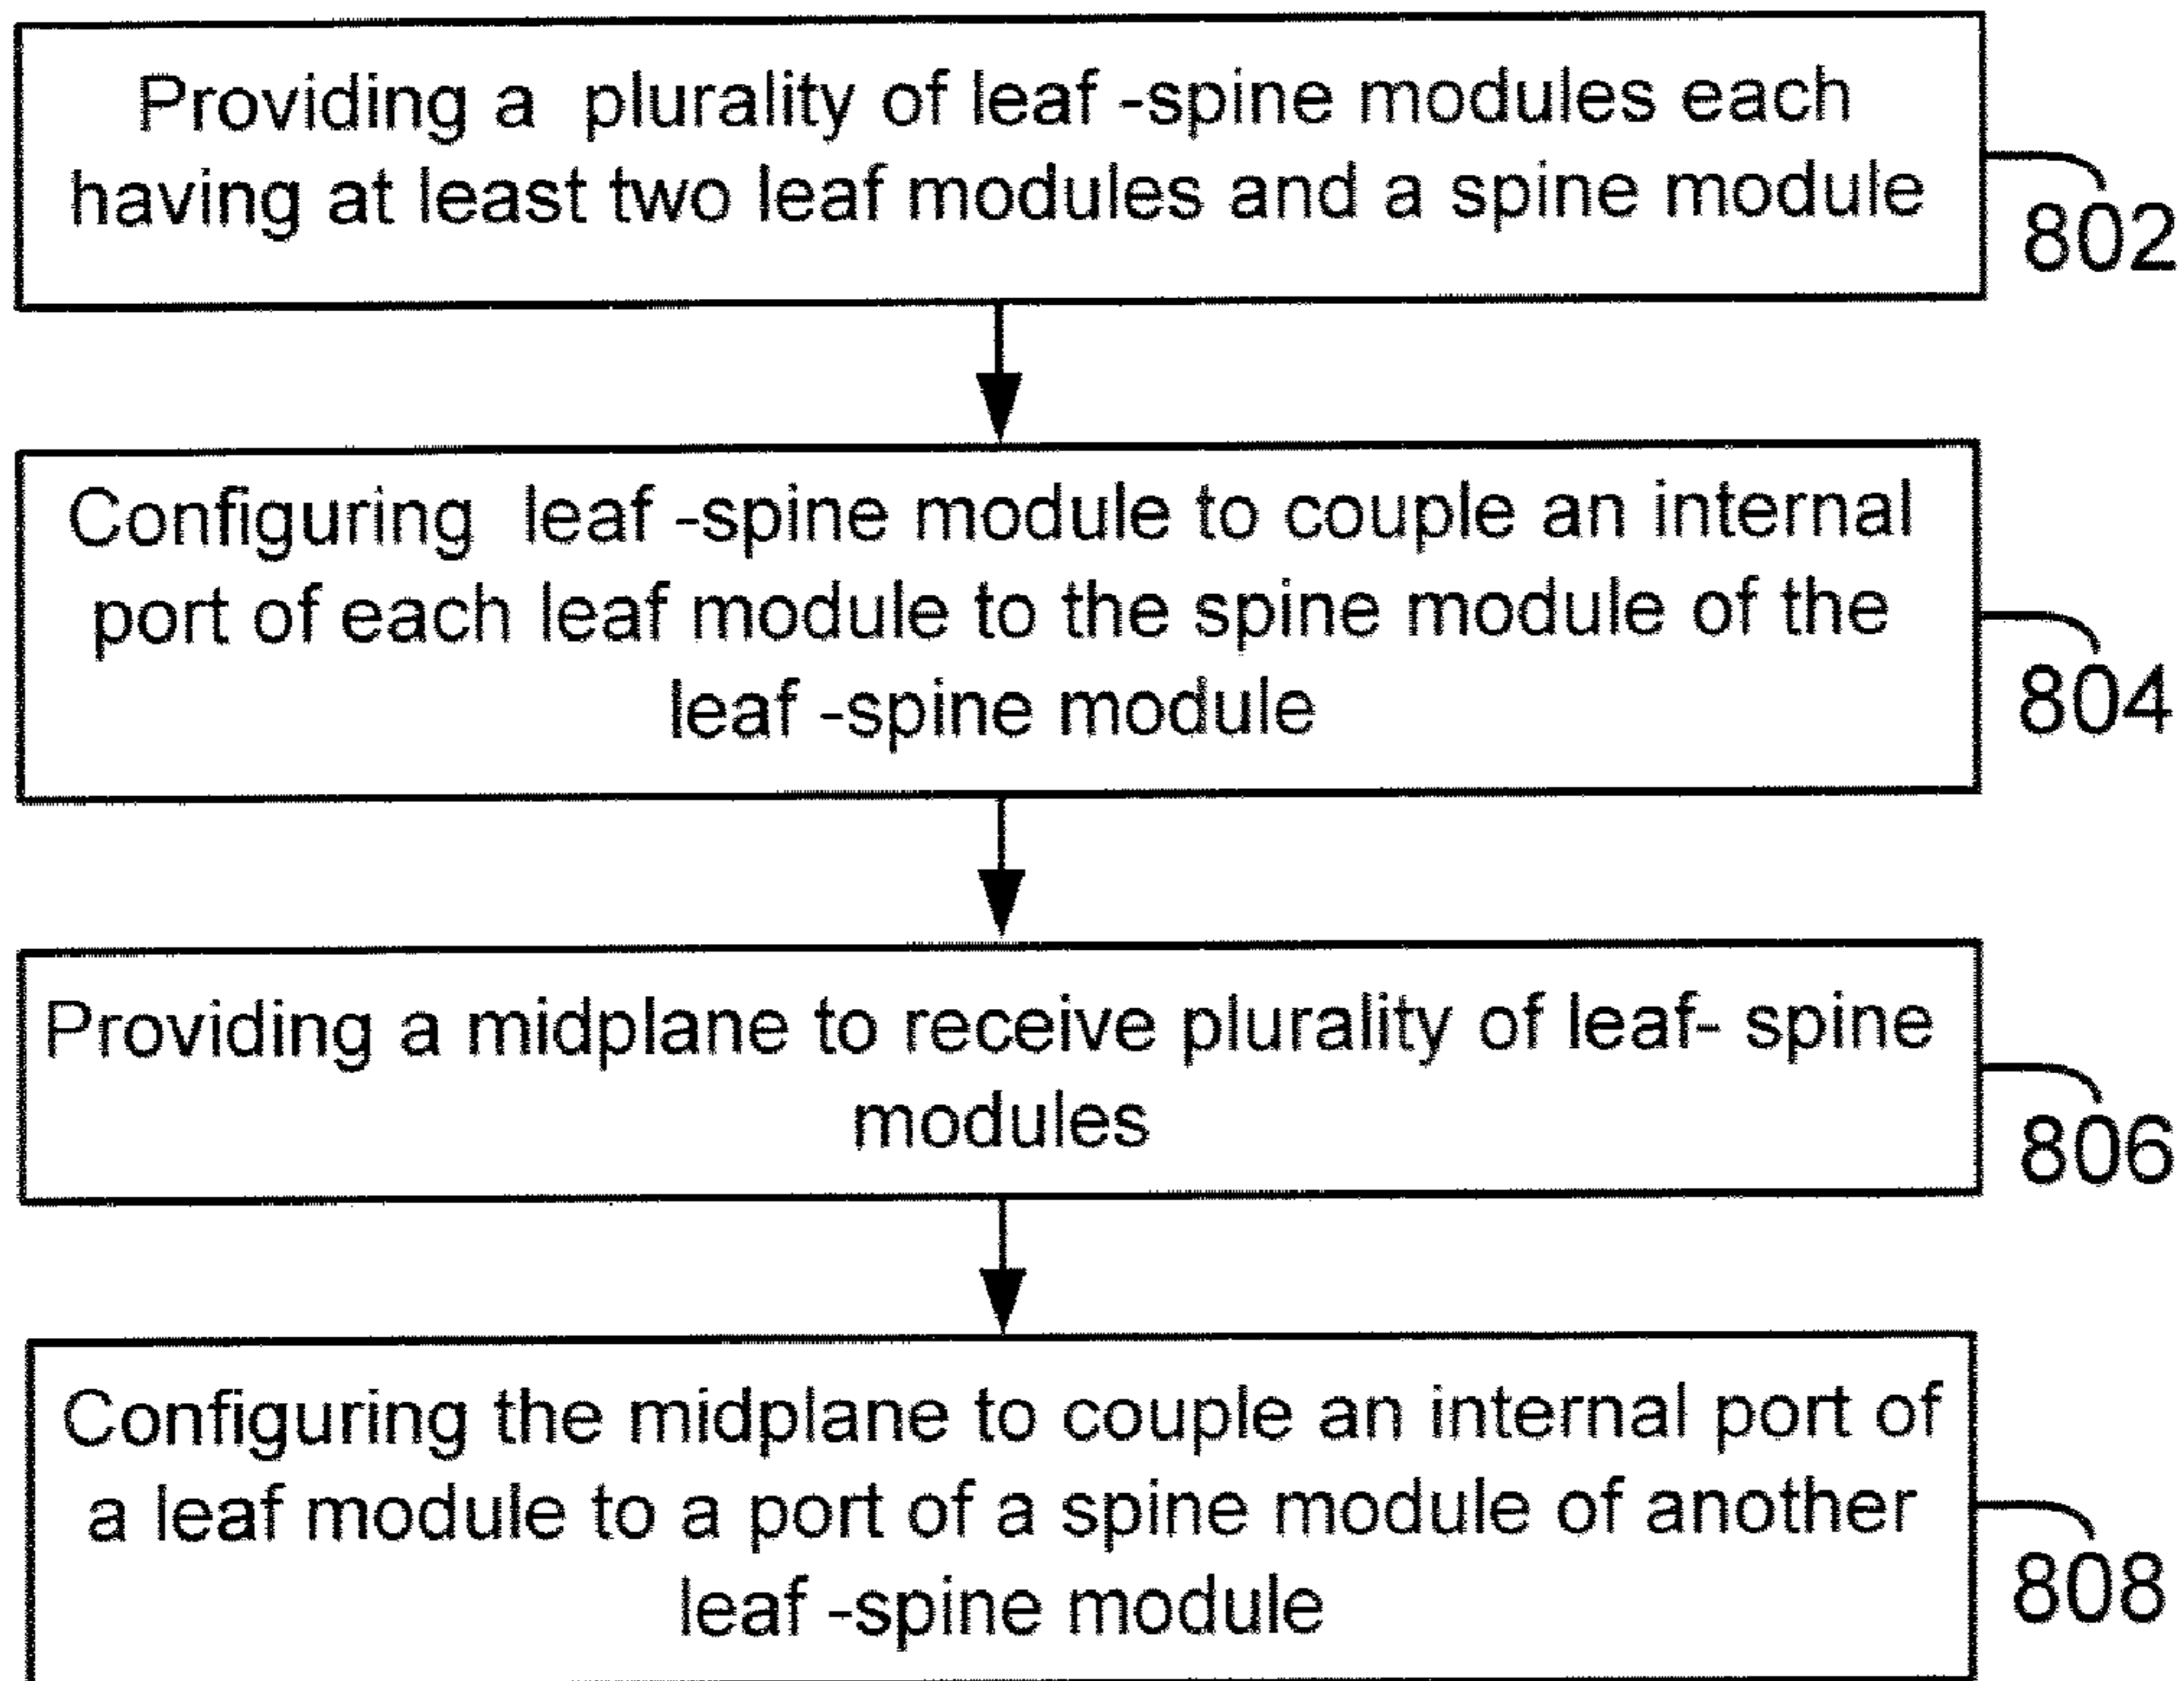 Providing a plurality of leaf -spine modules each
having at least two leaf modules and a spine module
802
Configuring leaf -spine module to couple an internal
port of each leaf module to the spine module of the
leaf -spine module
804
Providing a midplane to receive plurality of leaf- spine
modules
806
Configuring the midplane to couple an internal port of
a leaf module to a port of a spine module of another
leaf -spine module
808